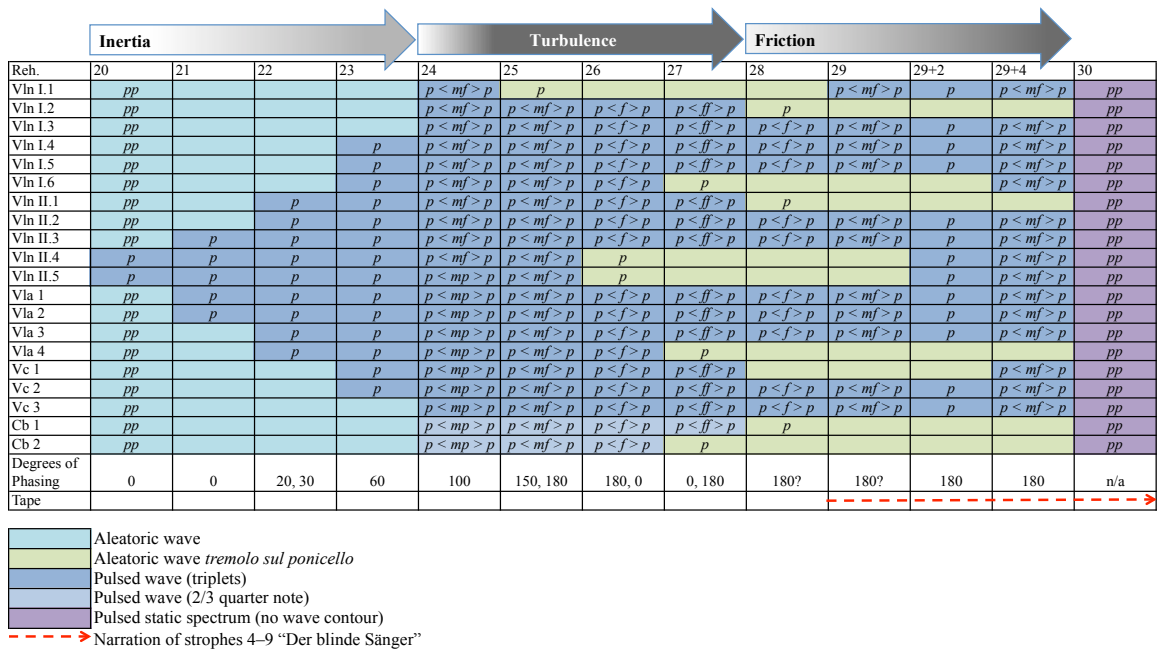 Inertia Turbulence Friction
Reh. 20 21 22 23 24 25 26 27 28 29 29+2 29+4 30
Vln I.1 pp p < mf > p p p < mf > p p p < mf > p pp
Vln I.2 pp p < mf > p p < mf > p p < f > p p < ff > p p pp
Vln I.3 pp p < mf > p p < mf > p p < f > p p < ff > p p < f > p p < mf > p p p < mf > p pp
Vln I.4 pp p p < mf > p p < mf > p p < f > p p < ff > p p < f > p p < mf > p p p < mf > p pp
Vln I.5 pp p p < mf > p p < mf > p p < f > p p < ff > p p < f > p p < mf > p p p < mf > p pp
Vln I.6 pp p p < mf > p p < mf > p p < f > p p p < mf > p pp
Vln II.1 pp p p p < mf > p p < mf > p p < f > p p < ff > p p pp
Vln II.2 pp p p p < mf > p p < mf > p p < f > p p < ff > p p < f > p p < mf > p p p < mf > p pp
Vln II.3 pp p p p p < mf > p p < mf > p p < f > p p < ff > p p < f > p p < mf > p p p < mf > p pp
Vln II.4 p p p p p < mf > p p < mf > p p p p < mf > p pp
Vln II.5 p p p p p < mp > p p < mf > p p p p < mf > p pp
Vla 1 pp p p p p < mp > p p < mf > p p < f > p p < ff > p p < f > p p < mf > p p p < mf > p pp
Vla 2 pp p p p p < mp > p p < mf > p p < f > p p < ff > p p < f > p p < mf > p p p < mf > p pp
Vla 3 pp p p p < mp > p p < mf > p p < f > p p < ff > p p < f > p p < mf > p p p < mf > p pp
Vla 4 pp p p p < mp > p p < mf > p p < f > p p pp
Vc 1 pp p p < mp > p p < mf > p p < f > p p < ff > p p < mf > p pp
Vc 2 pp p p < mp > p p < mf > p p < f > p p < ff > p p < f > p p < mf > p p p < mf > p pp
Vc 3 pp p < mp > p p < mf > p p < f > p p < ff > p p < f > p p < mf > p p p < mf > p pp
Cb 1 pp p < mp > p p < mf > p p < f > p p < ff > p p pp
Cb 2 pp p < mp > p p < mf > p p < f > p p pp
Degrees of
Phasing 0 0 20, 30 60 100 150, 180 180, 0 0, 180 180? 180? 180 180 n/a
Tape
Aleatoric wave
Aleatoric wave tremolo sul ponicello
Pulsed wave (triplets)
Pulsed wave (2/3 quarter note)
Pulsed static spectrum (no wave contour)
Narration of strophes 4–9 “Der blinde Sänger”